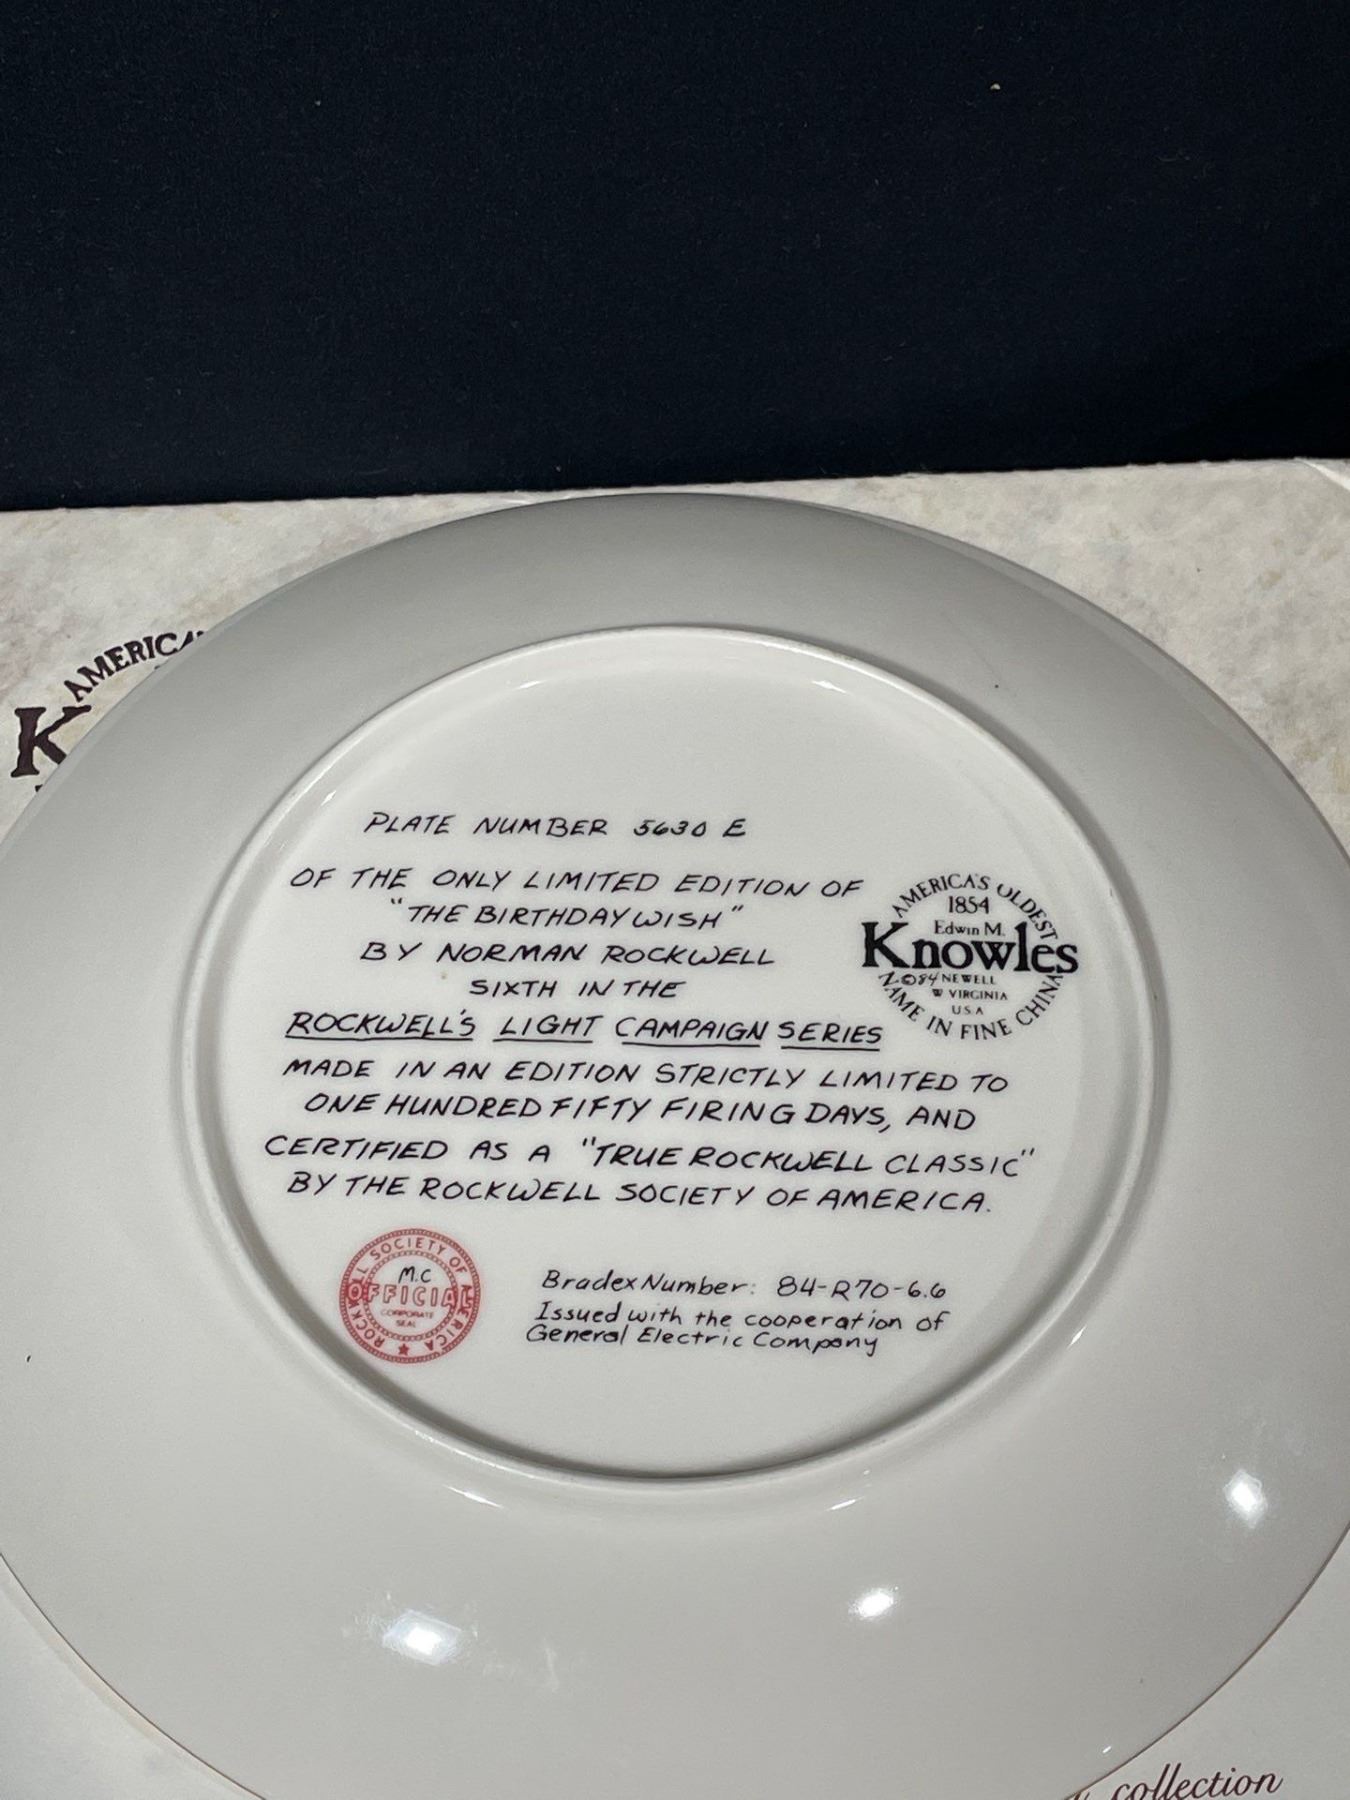 AMERICA'
K
PLATE NUMBER 5630 E
OF THE ONLY LIMITED EDITION OF
"THE BIRTHDAY WISH"
BY NORMAN ROCKWELL
SIXTH IN THE
ROCKWELL'S LIGHT CAMPAIGN SERIES
MADE IN AN EDITION STRICTLY LIMITED TO
ONE HUNDRED FIFTY FIRING DAYS, AND
CERTIFIED AS A "TRUE ROCKWELL CLASSIC"
BY THE ROCKWELL SOCIETY OF AMERICA.
AMERICA'S OLDEST
1854
Edwin M.
Knowles
©84 NEWELL
W VIRGINIA
U.S.A
NAME IN FINE CHINA
ROCKWELL SOCIETY OF AMERICA
M.C
OFFICIAL
CORPORATE
SEAL
Bradex Number: 84-R70-6.6
Issued with the cooperation of
General Electric Company
collection